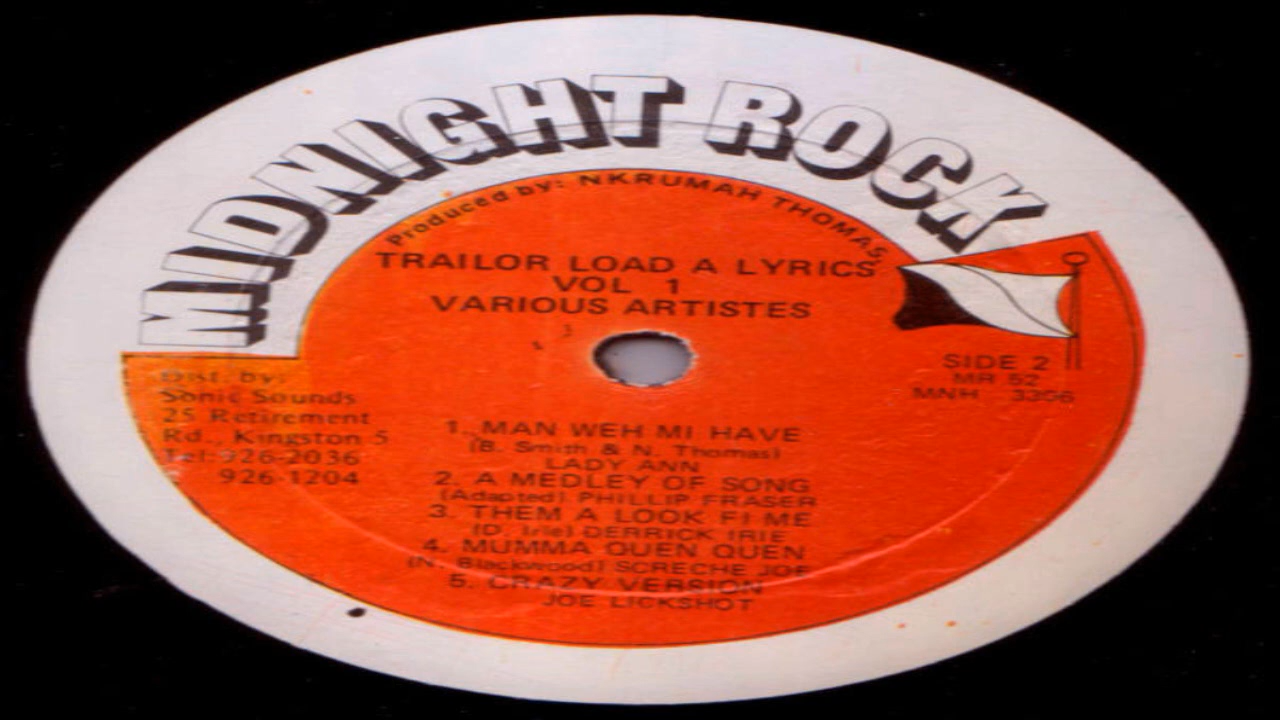 MIDNIGHT ROCK
Produced by: NKRUMAH THOMAS
TRAILOR LOAD A LYRICS
VOL 1
VARIOUS ARTISTES
SIDE 2
MR 52
MNH 3356
Dist. by:
Sonic Sounds
25 Retirement
Rd., Kingston 5
Tel: 926-2036
926-1204
1. MAN WEH MI HAVE
(B. Smith & N. Thomas)
LADY ANN
2. A MEDLEY OF SONG
(Adapted) PHILLIP FRASER
3. THEM A LOOK FI ME
(D. Irie) DERRICK IRIE
4. MUMMA QUEN QUEN
(N. Blackwood) SCRECHE JOE
5. CRAZY VERSION
JOE LICKSHOT